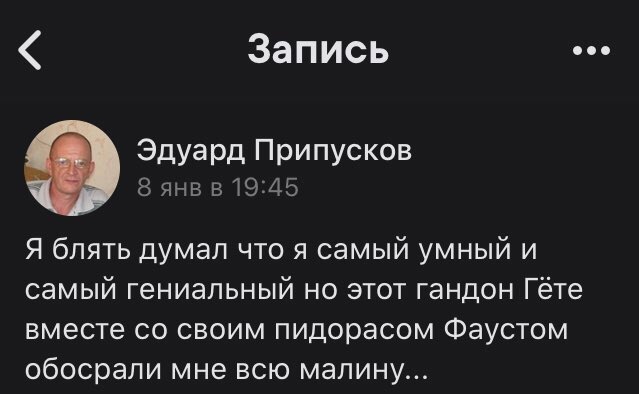 Запись
Эдуард Припусков
8 янв в 19:45
Я блять думал что я самый умный и
самый гениальный но этот гандон Гёте
вместе со своим пидорасом Фаустом
обосрали мне всю малину...